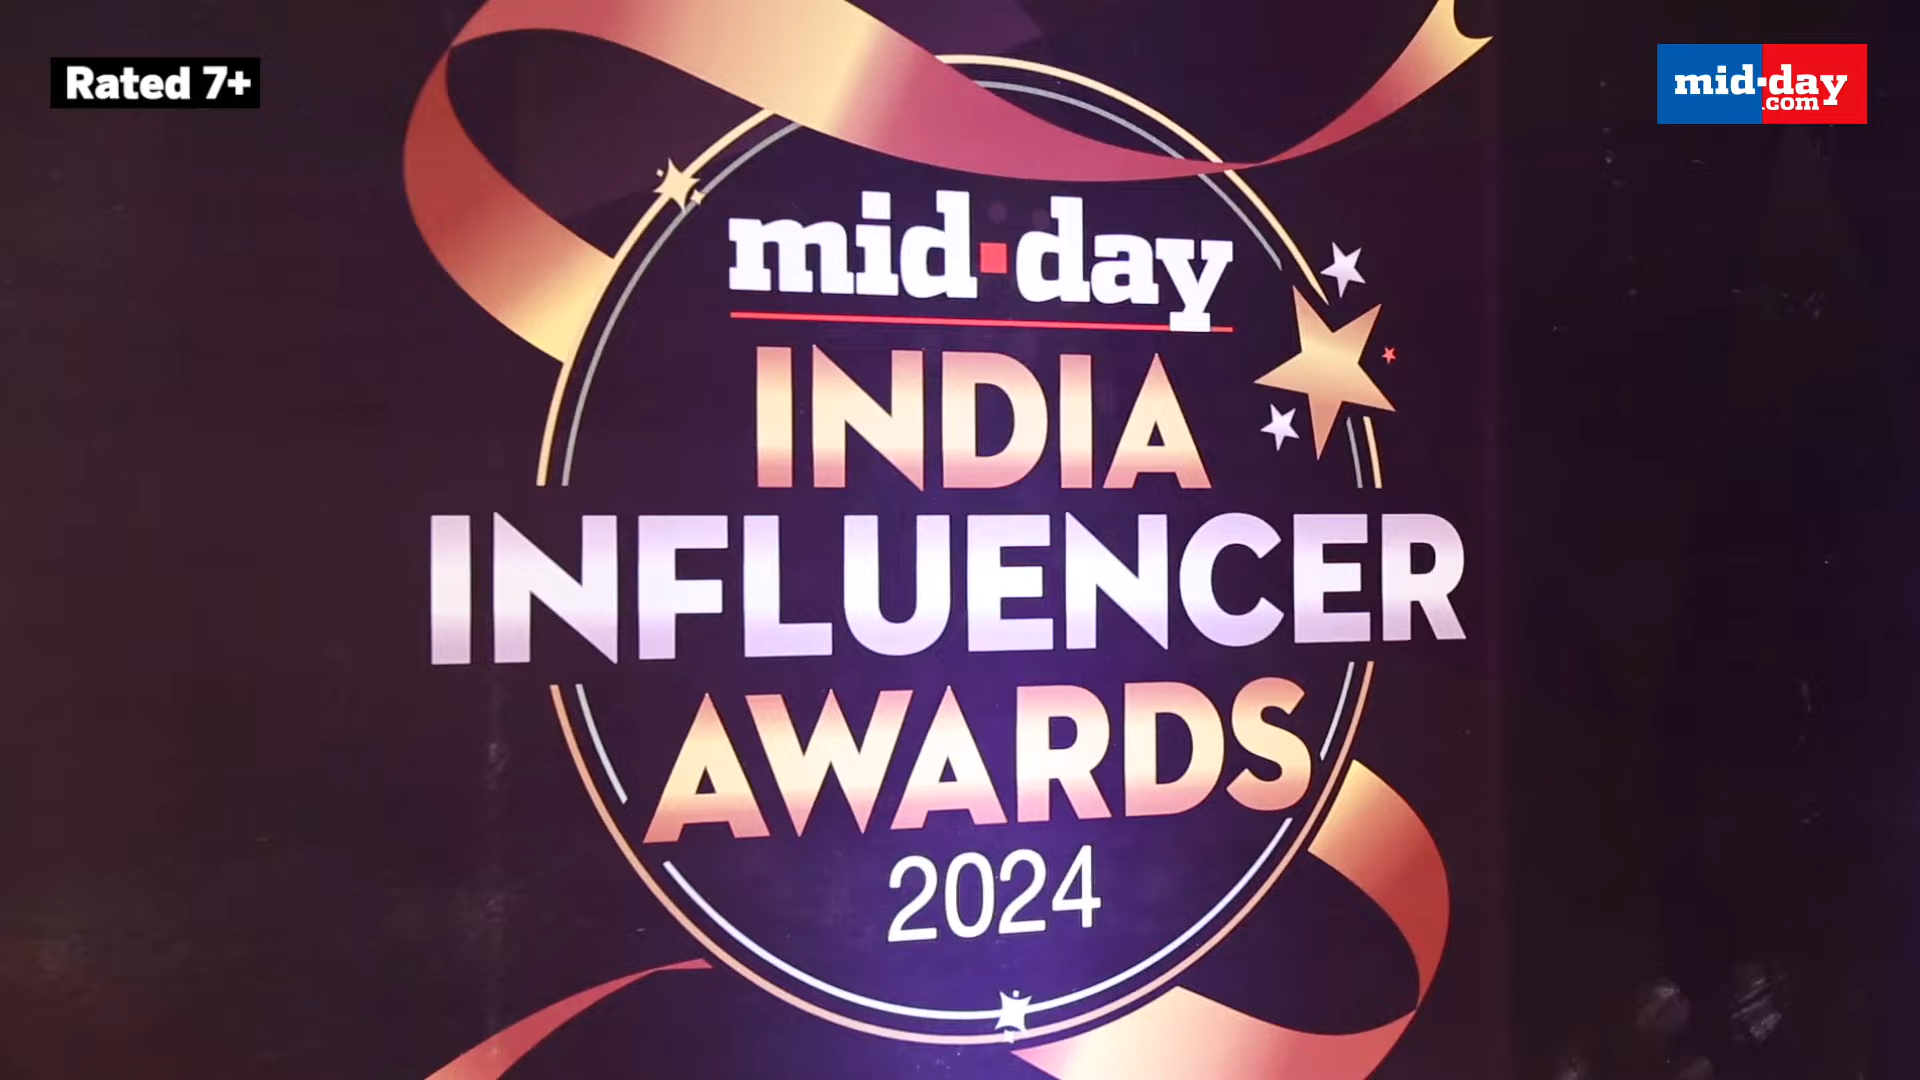 Rated 7+
mid-day
.com
mid-day
INDIA
INFLUENCER
AWARDS
2024